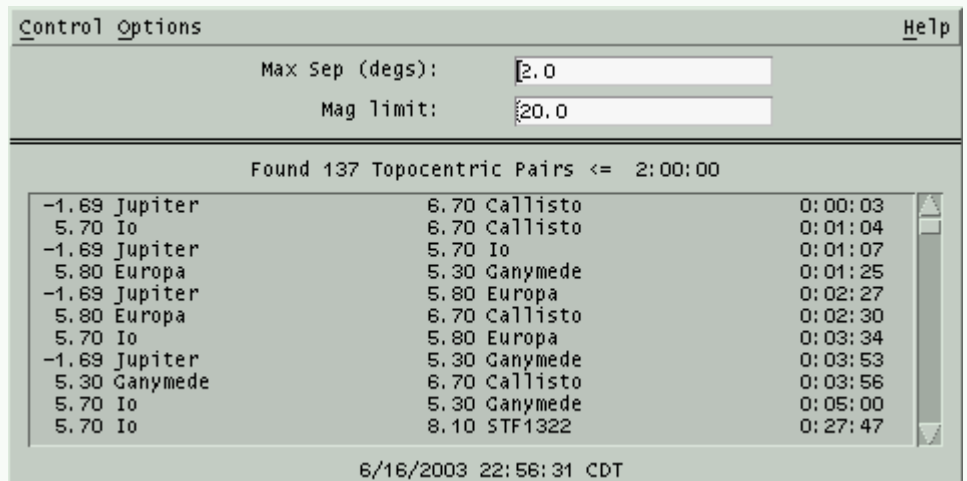 Control Options Help
Max Sep (degs): 2.0
Mag limit: 20.0
Found 137 Topocentric Pairs <= 2:00:00
-1.69 Jupiter 6.70 Callisto 0:00:03
5.70 Io 6.70 Callisto 0:01:04
-1.69 Jupiter 5.70 Io 0:01:07
5.80 Europa 5.30 Ganymede 0:01:25
-1.69 Jupiter 5.80 Europa 0:02:27
5.80 Europa 6.70 Callisto 0:02:30
5.70 Io 5.80 Europa 0:03:34
-1.69 Jupiter 5.30 Ganymede 0:03:53
5.30 Ganymede 6.70 Callisto 0:03:56
5.70 Io 5.30 Ganymede 0:05:00
5.70 Io 8.10 STF1322 0:27:47
6/16/2003 22:56:31 CDT